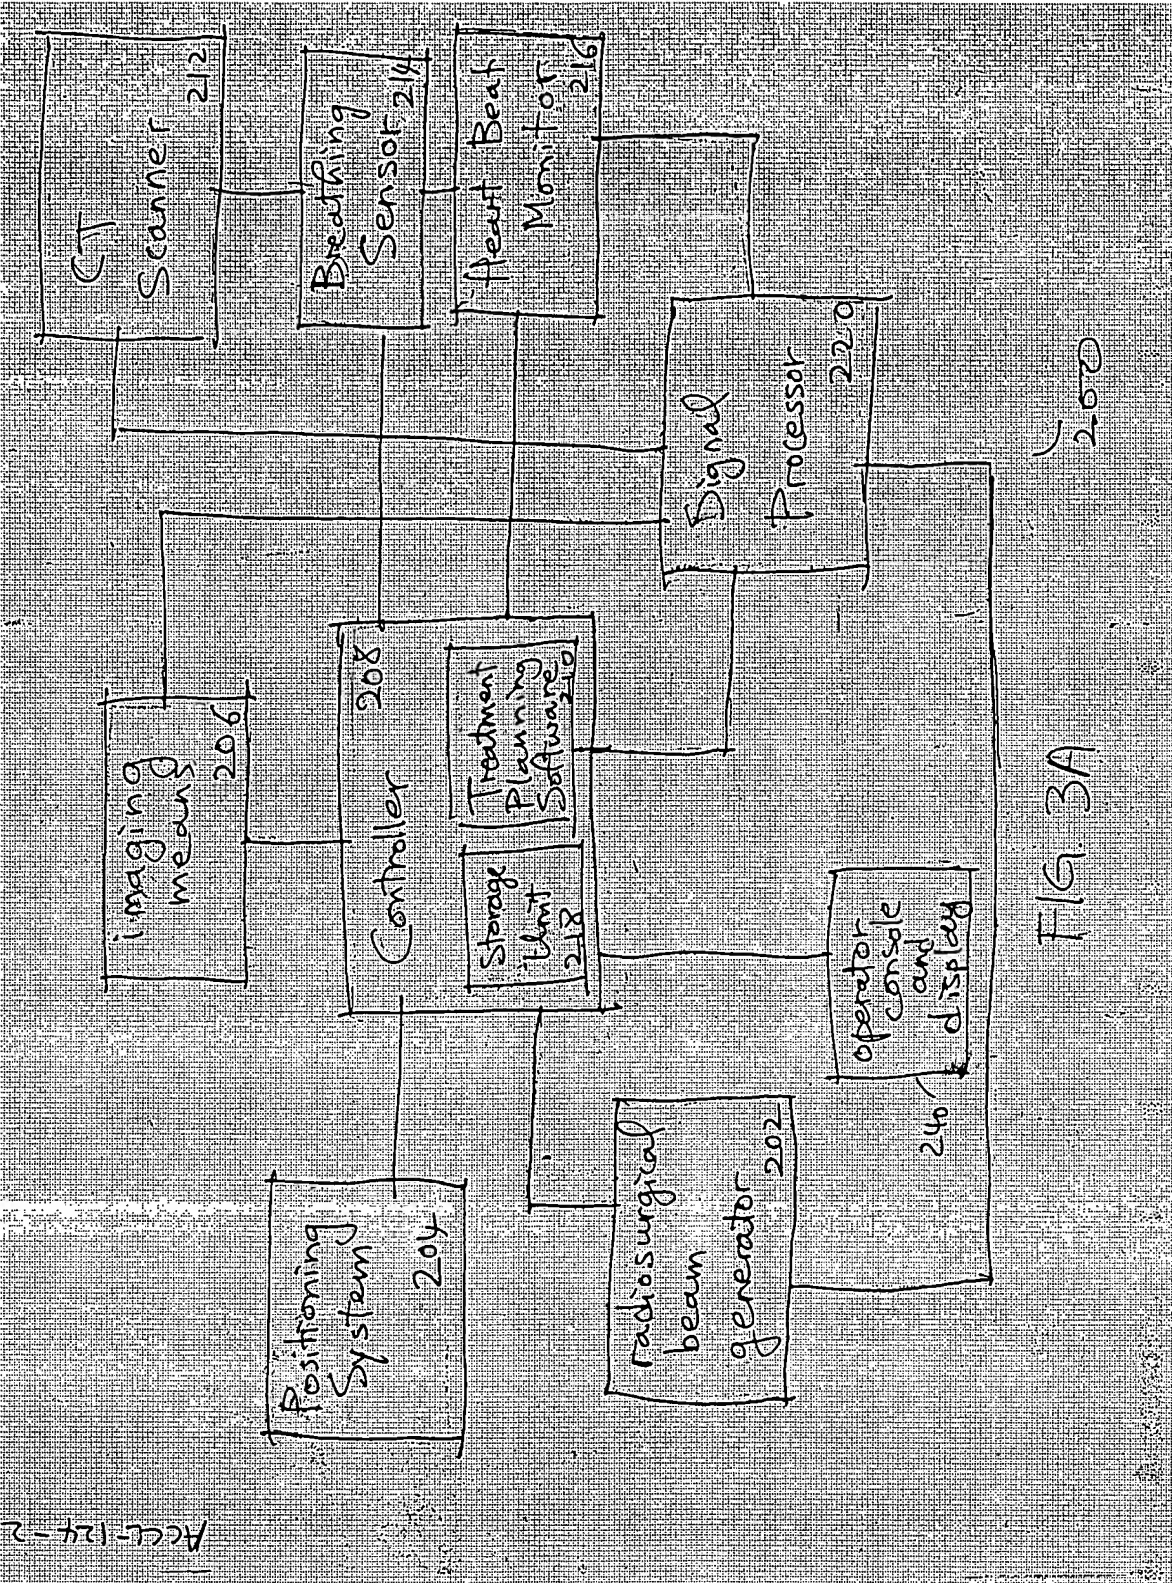 ACCL-124-2
imaging
means
206
CT
Scanner
212
Positioning
System
204
Controller
208
Breathing
Sensor
214
Storage
Unit
218
Treatment
Planning
Software
210
Heart Beat
Monitor
216
radiosurgical
beam
generator
202
Signal
Processor
220
operator
console
and
display
240
200
FIG. 3A